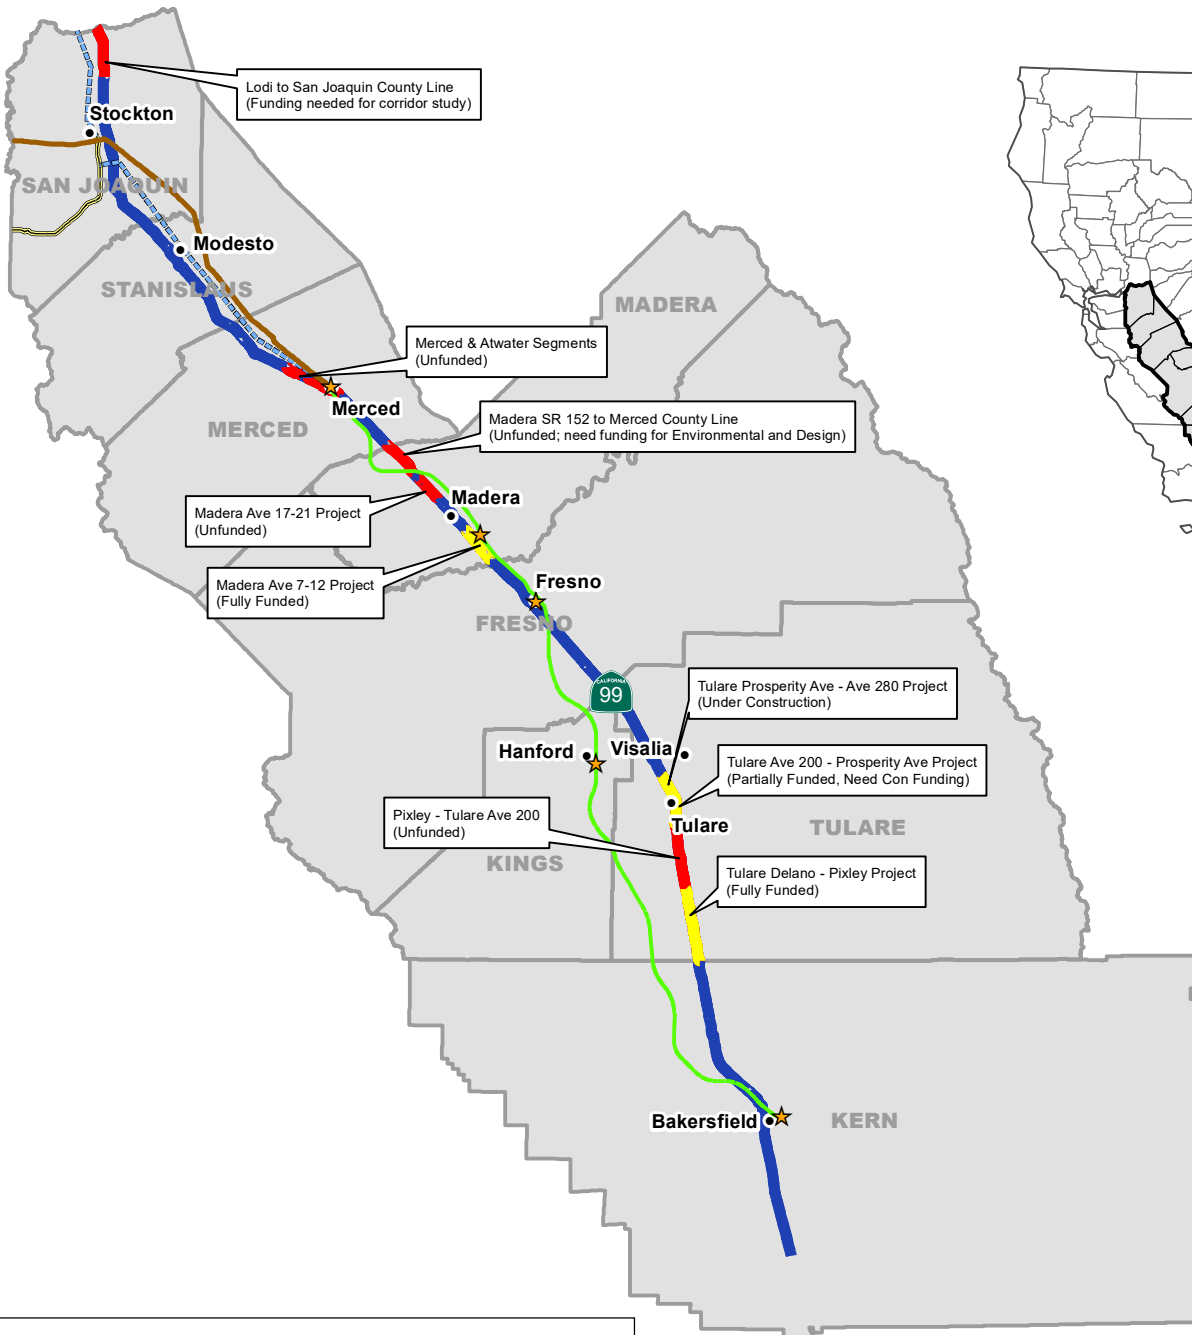 Lodi to San Joaquin County Line
(Funding needed for corridor study)
Stockton
SAN JOAQUIN
Modesto
STANISLAUS
MADERA
Merced & Atwater Segments
(Unfunded)
Merced
MERCED
Madera SR 152 to Merced County Line
(Unfunded; need funding for Environmental and Design)
Madera Ave 17-21 Project
(Unfunded)
Madera
Madera Ave 7-12 Project
(Fully Funded)
Fresno
FRESNO
CALIFORNIA
99
Tulare Prosperity Ave - Ave 280 Project
(Under Construction)
Hanford
Visalia
Tulare Ave 200 - Prosperity Ave Project
(Partially Funded, Need Con Funding)
Pixley - Tulare Ave 200
(Unfunded)
Tulare
TULARE
KINGS
Tulare Delano - Pixley Project
(Fully Funded)
Bakersfield
KERN